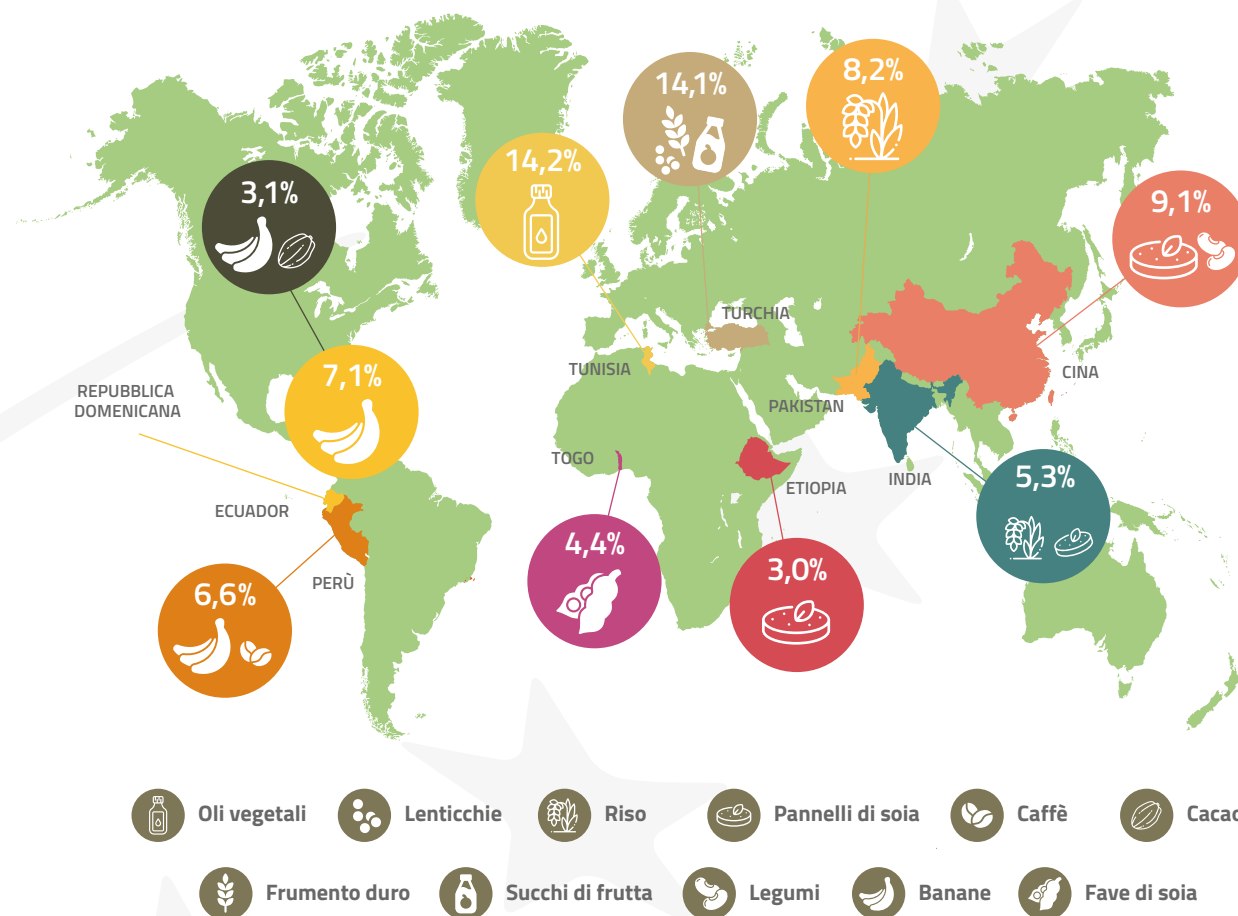 14,1%
8,2%
14,2%
3,1%
9,1%
TURCHIA
TUNISIA
7,1%
CINA
REPUBBLICA
DOMENICANA
PAKISTAN
TOGO
ETIOPIA
INDIA
5,3%
ECUADOR
4,4%
3,0%
PERÙ
6,6%
Oli vegetali
Lenticchie
Riso
Pannelli di soia
Caffè
Cacao
Frumento duro
Succhi di frutta
Legumi
Banane
Fave di soia